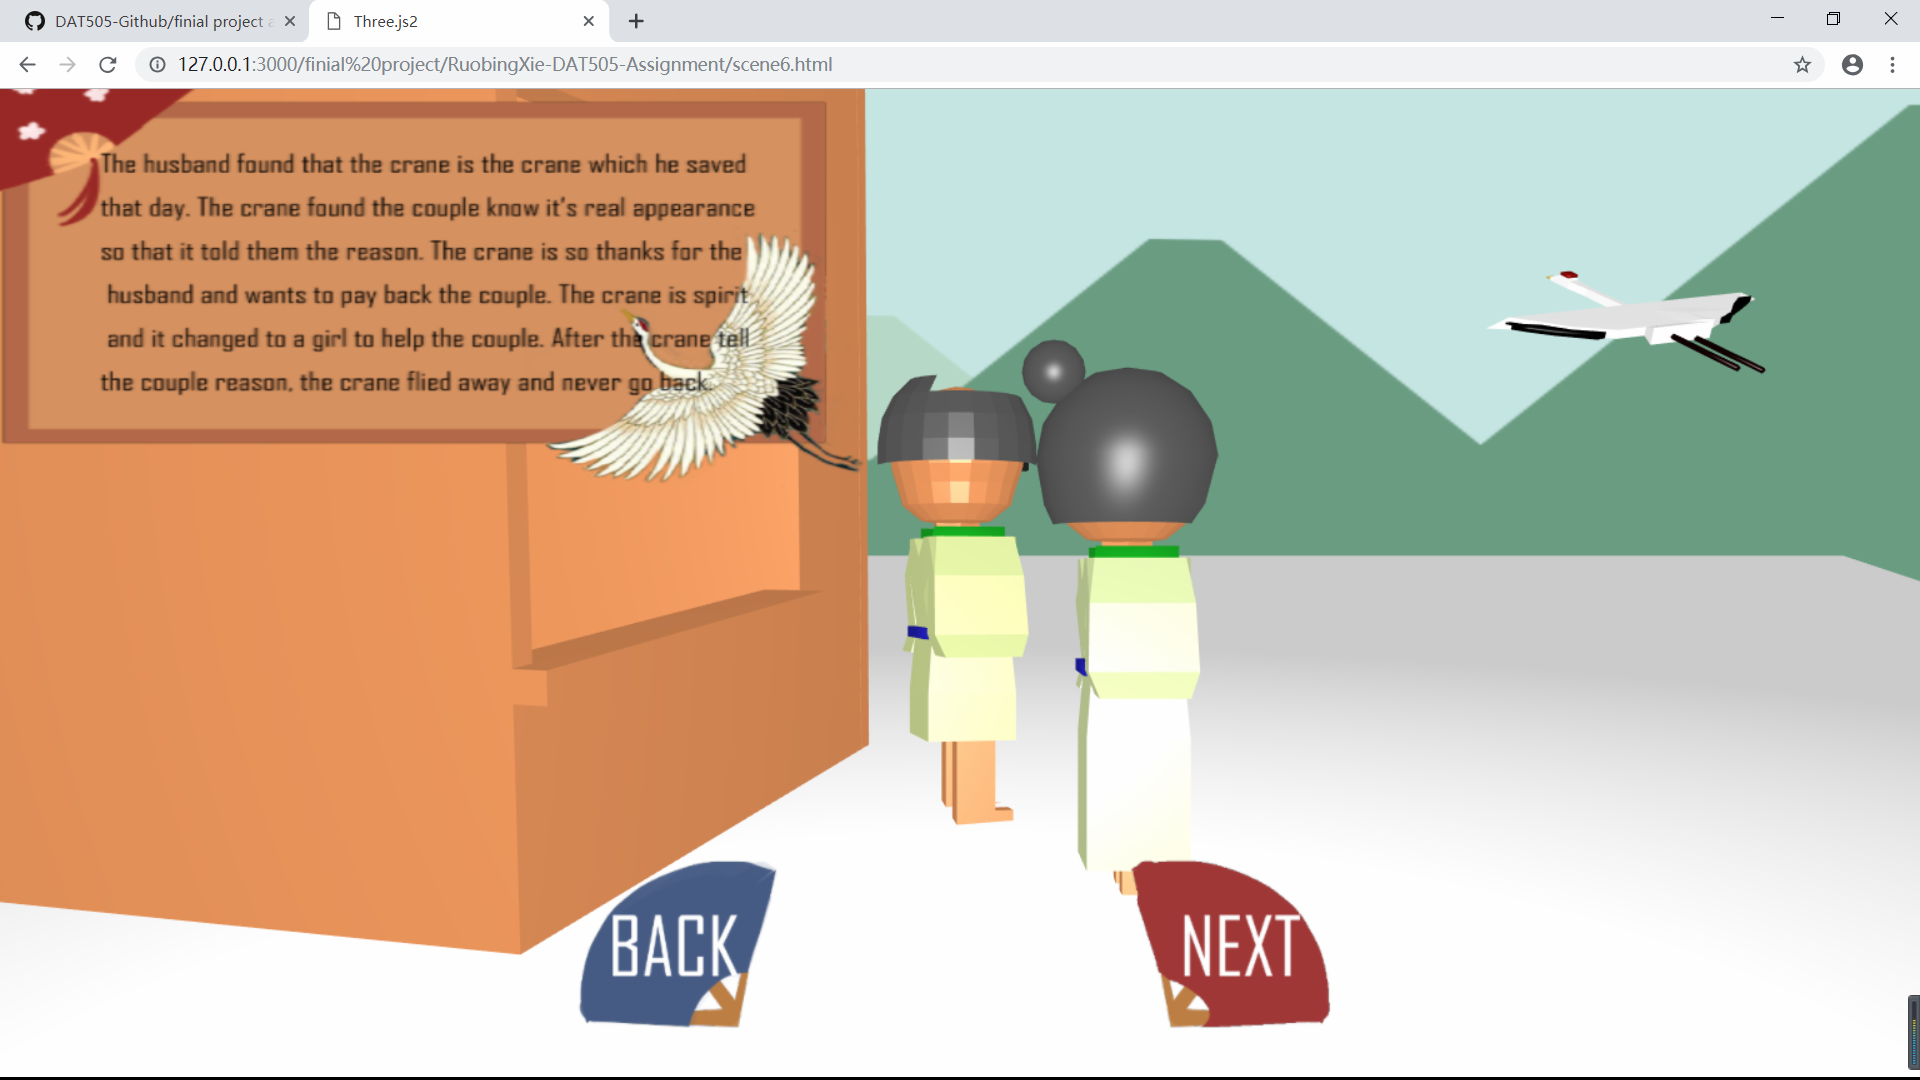 DAT505-Github/finial project a
Three.js2
127.0.0.1:3000/finial%20project/RuobingXie-DAT505-Assignment/scene6.html
The husband found that the crane is the crane which he saved
that day. The crane found the couple know it's real appearance
so that it told them the reason. The crane is so thanks for the
husband and wants to pay back the couple. The crane is spirit
and it changed to a girl to help the couple. After the crane tell
the couple reason, the crane flied away and never go back.
BACK
NEXT